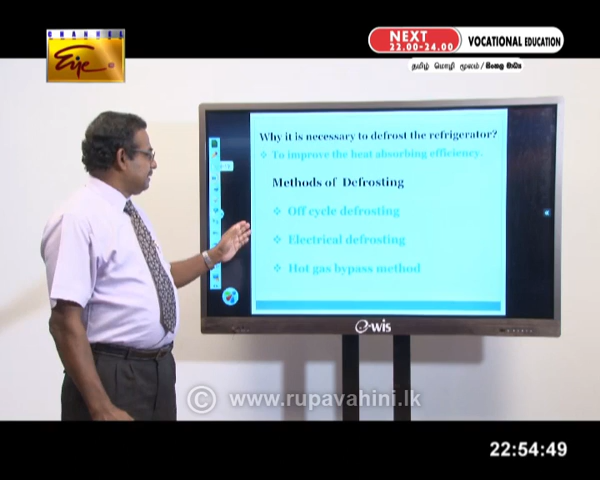 CHANNEL
Eye
NEXT
22.00-24.00
VOCATIONAL EDUCATION
தமிழ் மொழி மூலம் / සිංහල මාධ්‍ය
Why it is necessary to defrost the refrigerator?
❖ To improve the heat absorbing efficiency.
Methods of Defrosting
❖ Off cycle defrosting
❖ Electrical defrosting
❖ Hot gas bypass method
e-wis
© www.rupavahini.lk
22:54:49